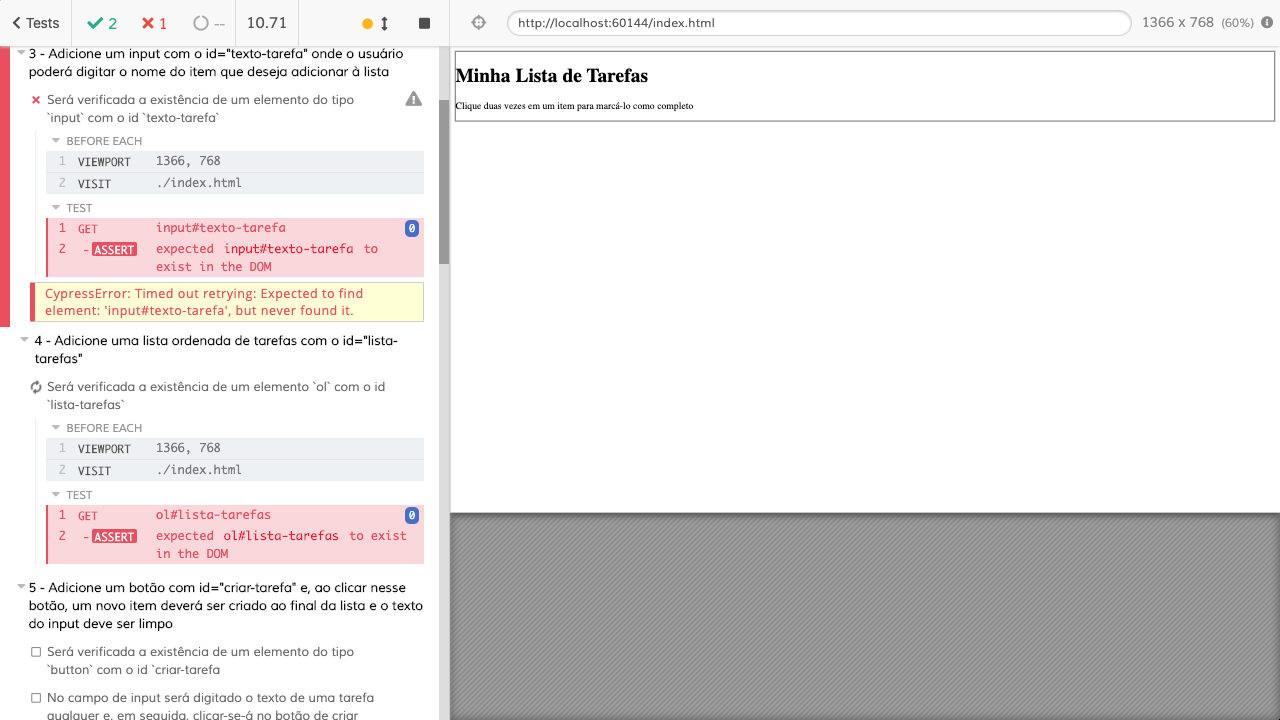 Tests
2
1
--
10.71
http://localhost:60144/index.html
1366 x 768 (60%)
3 - Adicione um input com o id="texto-tarefa" onde o usuário
poderá digitar o nome do item que deseja adicionar à lista
Será verificada a existência de um elemento do tipo
`input` com o id `texto-tarefa`
BEFORE EACH
1 VIEWPORT 1366, 768
2 VISIT ./index.html
TEST
1 GET input#texto-tarefa 0
2 -ASSERT expected input#texto-tarefa to
exist in the DOM
CypressError: Timed out retrying: Expected to find
element: 'input#texto-tarefa', but never found it.
4 - Adicione uma lista ordenada de tarefas com o id="lista-
tarefas"
Será verificada a existência de um elemento `ol` com o id
`lista-tarefas`
BEFORE EACH
1 VIEWPORT 1366, 768
2 VISIT ./index.html
TEST
1 GET ol#lista-tarefas 0
2 -ASSERT expected ol#lista-tarefas to exist
in the DOM
5 - Adicione um botão com id="criar-tarefa" e, ao clicar nesse
botão, um novo item deverá ser criado ao final da lista e o texto
do input deve ser limpo
Será verificada a existência de um elemento do tipo
`button` com o id `criar-tarefa
No campo de input será digitado o texto de uma tarefa
qualquer e, em seguida, clicar-se-á no botão de criar
Minha Lista de Tarefas
Clique duas vezes em um item para marcá-lo como completo